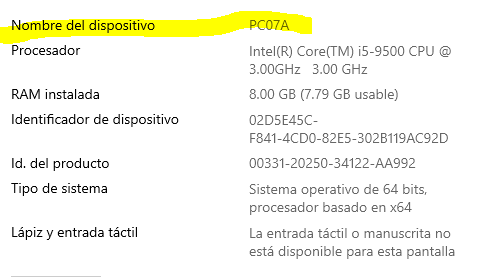 Nombre del dispositivo PC07A
Procesador Intel(R) Core(TM) i5-9500 CPU @
3.00GHz 3.00 GHz
RAM instalada 8.00 GB (7.79 GB usable)
Identificador de dispositivo 02D5E45C-
F841-4CD0-82E5-302B119AC92D
Id. del producto 00331-20250-34122-AA992
Tipo de sistema Sistema operativo de 64 bits,
procesador basado en x64
Lápiz y entrada táctil La entrada táctil o manuscrita no
está disponible para esta pantalla